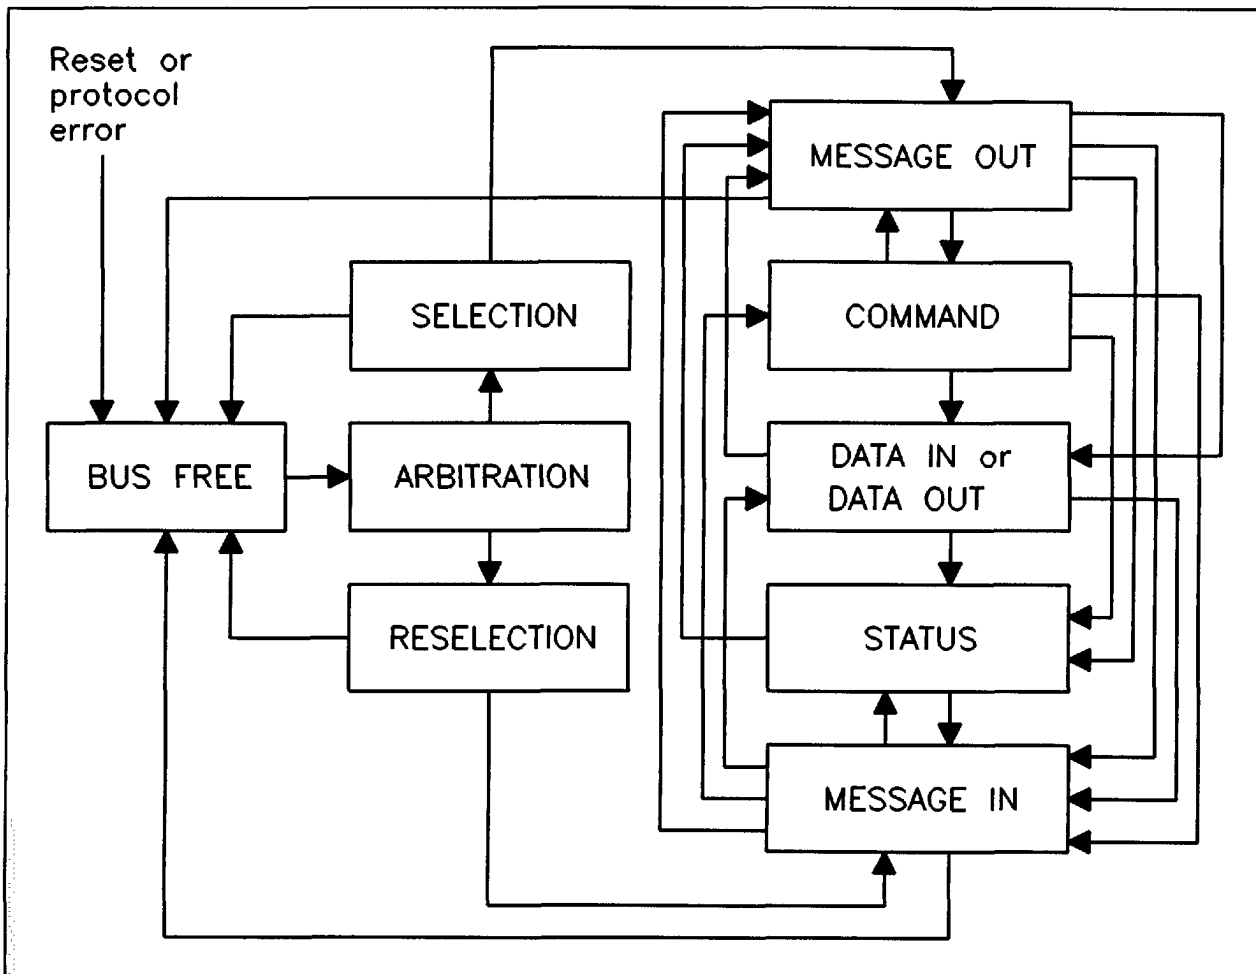 Reset or
protocol
error
MESSAGE OUT
SELECTION
COMMAND
BUS FREE
ARBITRATION
DATA IN or
DATA OUT
RESELECTION
STATUS
MESSAGE IN